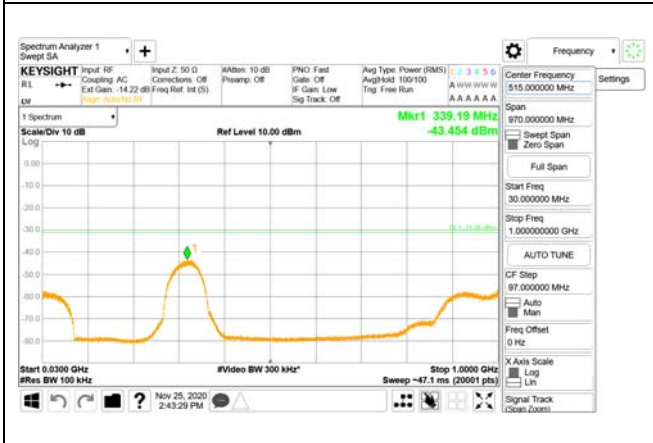 Spectrum Analyzer 1
Swept SA
Frequency
KEYSIGHT
Input: RF
Coupling: AC
Ext Gain: -14.22 dB
Align: Auto/No RF
Input Z: 50 Ω
Corrections: Off
Freq Ref: Int (S)
#Atten: 10 dB
Preamp: Off
PNO: Fast
Gate: Off
IF Gain: Low
Sig Track: Off
Avg Type: Power (RMS)
Avg|Hold: 100/100
Trig: Free Run
1 2 3 4 5 6
A W W W W W
A A A A A A
1 Spectrum
Scale/Div 10 dB
Ref Level 10.00 dBm
Mkr1 339.19 MHz
-43.454 dBm
Log
0.00
-10.0
-20.0
-30.0
-40.0
-50.0
-60.0
-70.0
-80.0
1
Start 0.0300 GHz
#Res BW 100 kHz
#Video BW 300 kHz*
Stop 1.0000 GHz
Sweep ~47.1 ms (20001 pts)
Nov 25, 2020
2:43:29 PM
Center Frequency
515.000000 MHz
Settings
Span
970.000000 MHz
Swept Span
Zero Span
Full Span
Start Freq
30.000000 MHz
Stop Freq
1.000000000 GHz
AUTO TUNE
CF Step
97.000000 MHz
Auto
Man
Freq Offset
0 Hz
X Axis Scale
Log
Lin
Signal Track
(Span Zoom)